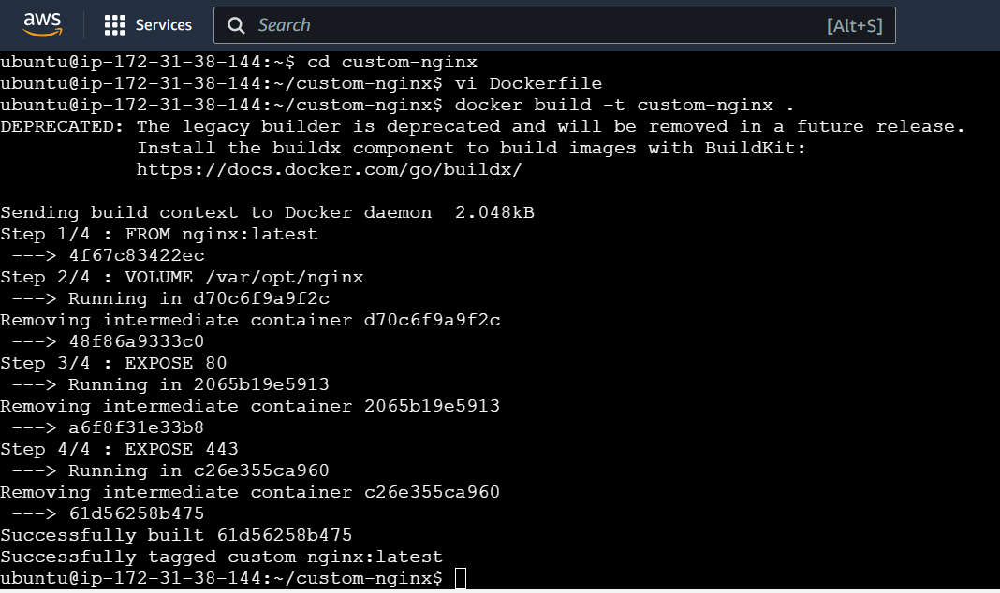 aws
Services
Search
[Alt+S]
ubuntu@ip-172-31-38-144:~$ cd custom-nginx
ubuntu@ip-172-31-38-144:~/custom-nginx$ vi Dockerfile
ubuntu@ip-172-31-38-144:~/custom-nginx$ docker build -t custom-nginx .
DEPRECATED: The legacy builder is deprecated and will be removed in a future release.
            Install the buildx component to build images with BuildKit:
            https://docs.docker.com/go/buildx/
Sending build context to Docker daemon  2.048kB
Step 1/4 : FROM nginx:latest
 ---> 4f67c83422ec
Step 2/4 : VOLUME /var/opt/nginx
 ---> Running in d70c6f9a9f2c
Removing intermediate container d70c6f9a9f2c
 ---> 48f86a9333c0
Step 3/4 : EXPOSE 80
 ---> Running in 2065b19e5913
Removing intermediate container 2065b19e5913
 ---> a6f8f31e33b8
Step 4/4 : EXPOSE 443
 ---> Running in c26e355ca960
Removing intermediate container c26e355ca960
 ---> 61d56258b475
Successfully built 61d56258b475
Successfully tagged custom-nginx:latest
ubuntu@ip-172-31-38-144:~/custom-nginx$